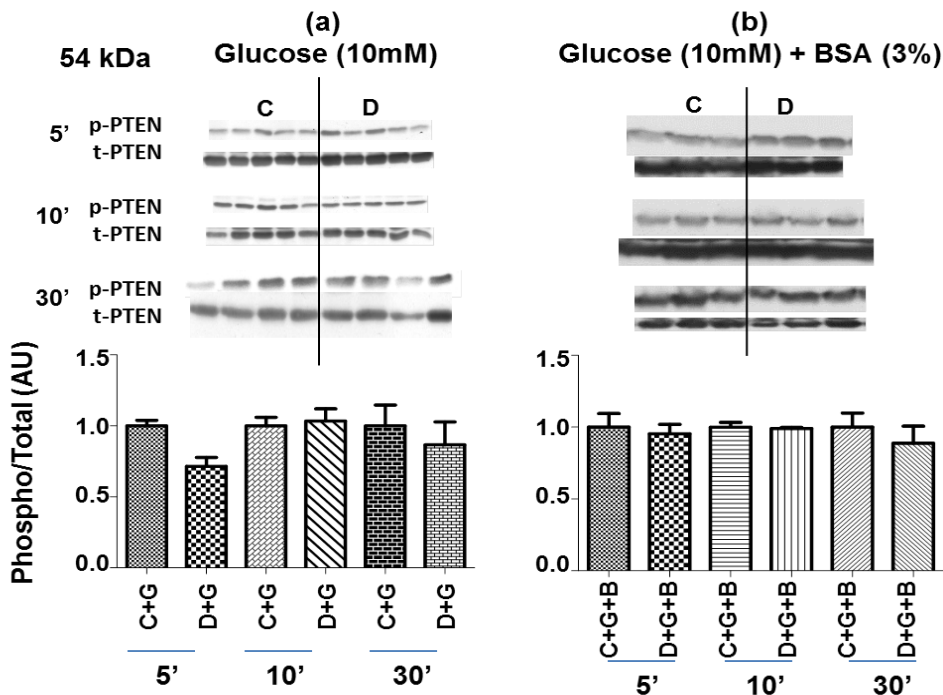 (a)
Glucose (10mM)
(b)
Glucose (10mM) + BSA (3%)
54 kDa
C D
C D
5’
p-PTEN
t-PTEN
10’
p-PTEN
t-PTEN
30’
p-PTEN
t-PTEN
Phospho/Total (AU)
1.5
1.0
0.5
0.0
C+G
D+G
C+G
D+G
C+G
D+G
5’ 10’ 30’
1.5
1.0
0.5
0.0
C+G+B
D+G+B
C+G+B
D+G+B
C+G+B
D+G+B
5’ 10’ 30’